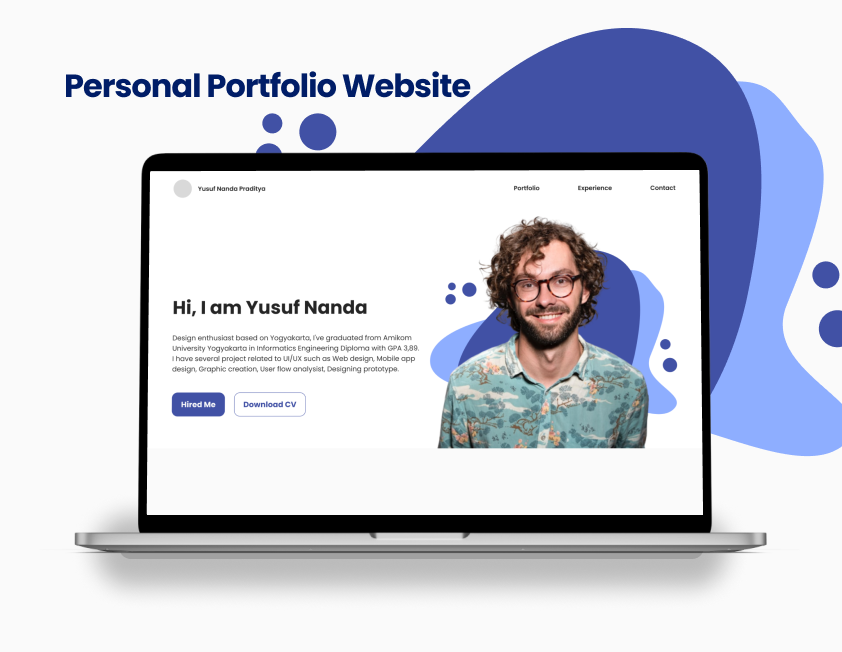 Personal Portfolio Website
Yusuf Nanda Praditya
Portfolio
Experience
Contact
Hi, I am Yusuf Nanda
Design enthusiast based on Yogyakarta, I've graduated from Amikom
University Yogyakarta in Informatics Engineering Diploma with GPA 3,89.
I have several project related to UI/UX such as Web design, Mobile app
design, Graphic creation, User flow analysist, Designing prototype.
Hired Me
Download CV